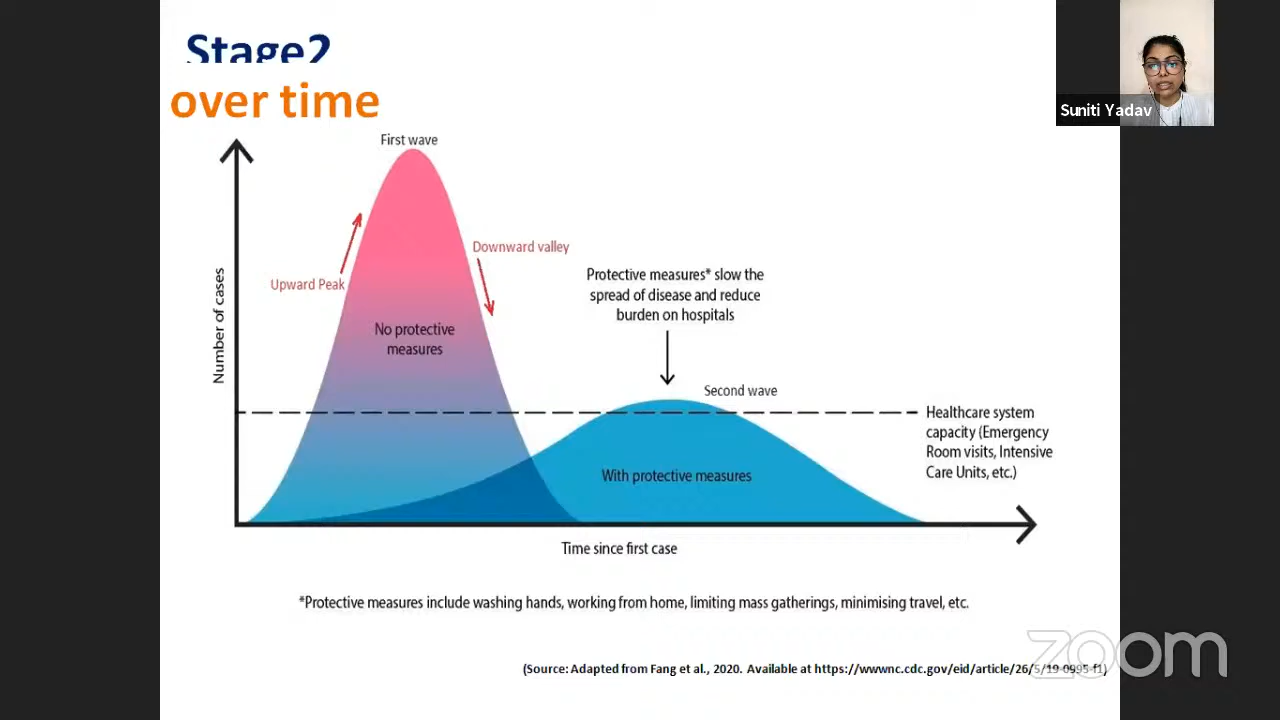 Stage2
over time
Suniti Yadav
First wave
Downward valley
Upward Peak
Protective measures* slow the
spread of disease and reduce
burden on hospitals
Number of cases
No protective
measures
Second wave
Healthcare system
capacity (Emergency
Room visits, Intensive
Care Units, etc.)
With protective measures
Time since first case
*Protective measures include washing hands, working from home, limiting mass gatherings, minimising travel, etc.
zoom
(Source: Adapted from Fang et al., 2020. Available at https://wwwnc.cdc.gov/eid/article/26/5/19-0995-f1)